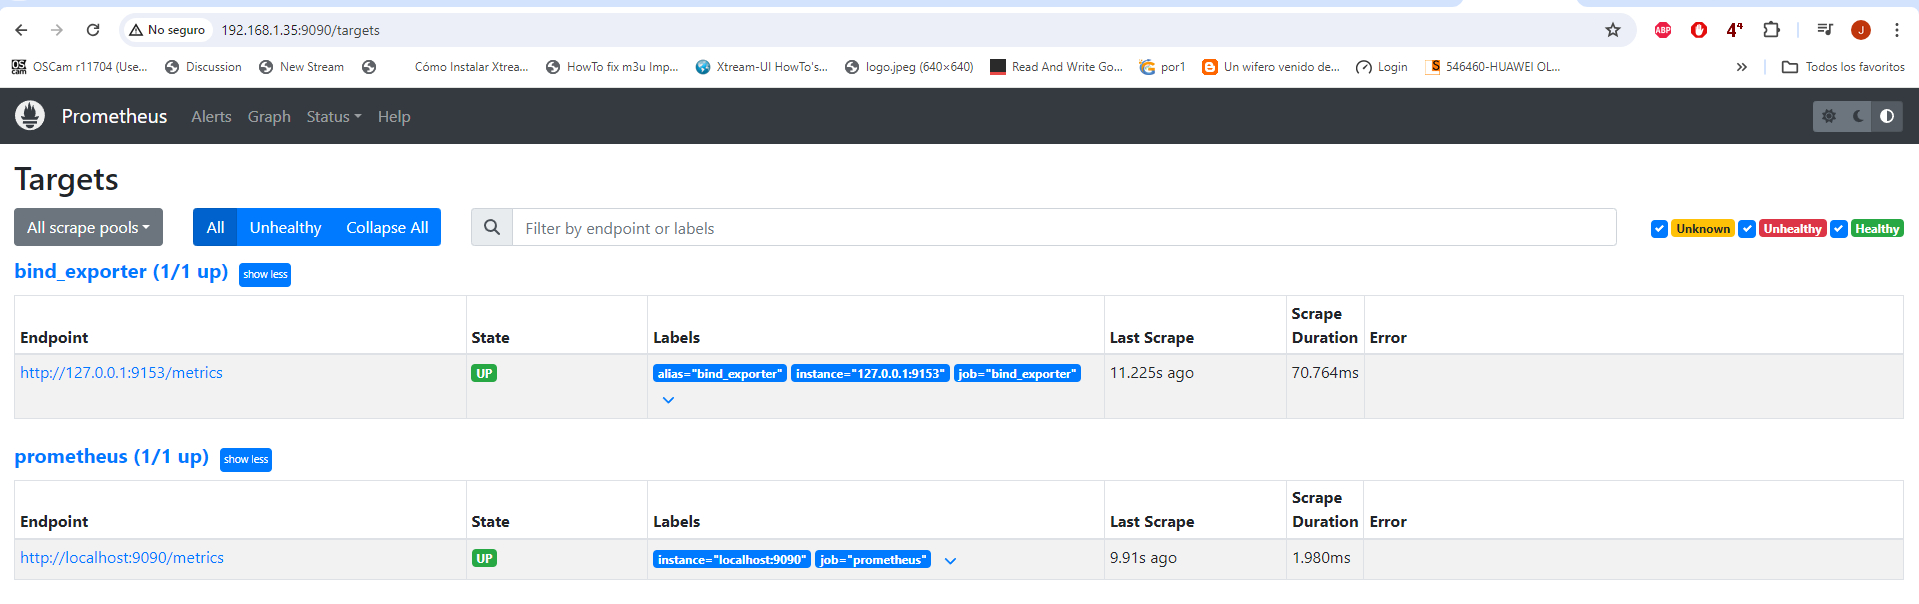 No seguro 192.168.1.35:9090/targets ABP 4⁴ J
OSCam r11704 (Use... Discussion New Stream Cómo Instalar Xtrea... HowTo fix m3u Imp... Xtream-UI HowTo's... logo.jpeg (640×640) Read And Write Go... por1 Un wifero venido de... Login S 546460-HUAWEI OL... » Todos los favoritos
Prometheus Alerts Graph Status Help
Targets
All scrape pools All Unhealthy Collapse All Filter by endpoint or labels Unknown Unhealthy Healthy
bind_exporter (1/1 up) show less
Endpoint State Labels Last Scrape Scrape Duration Error
http://127.0.0.1:9153/metrics UP alias="bind_exporter" instance="127.0.0.1:9153" job="bind_exporter" 11.225s ago 70.764ms
prometheus (1/1 up) show less
Endpoint State Labels Last Scrape Scrape Duration Error
http://localhost:9090/metrics UP instance="localhost:9090" job="prometheus" 9.91s ago 1.980ms